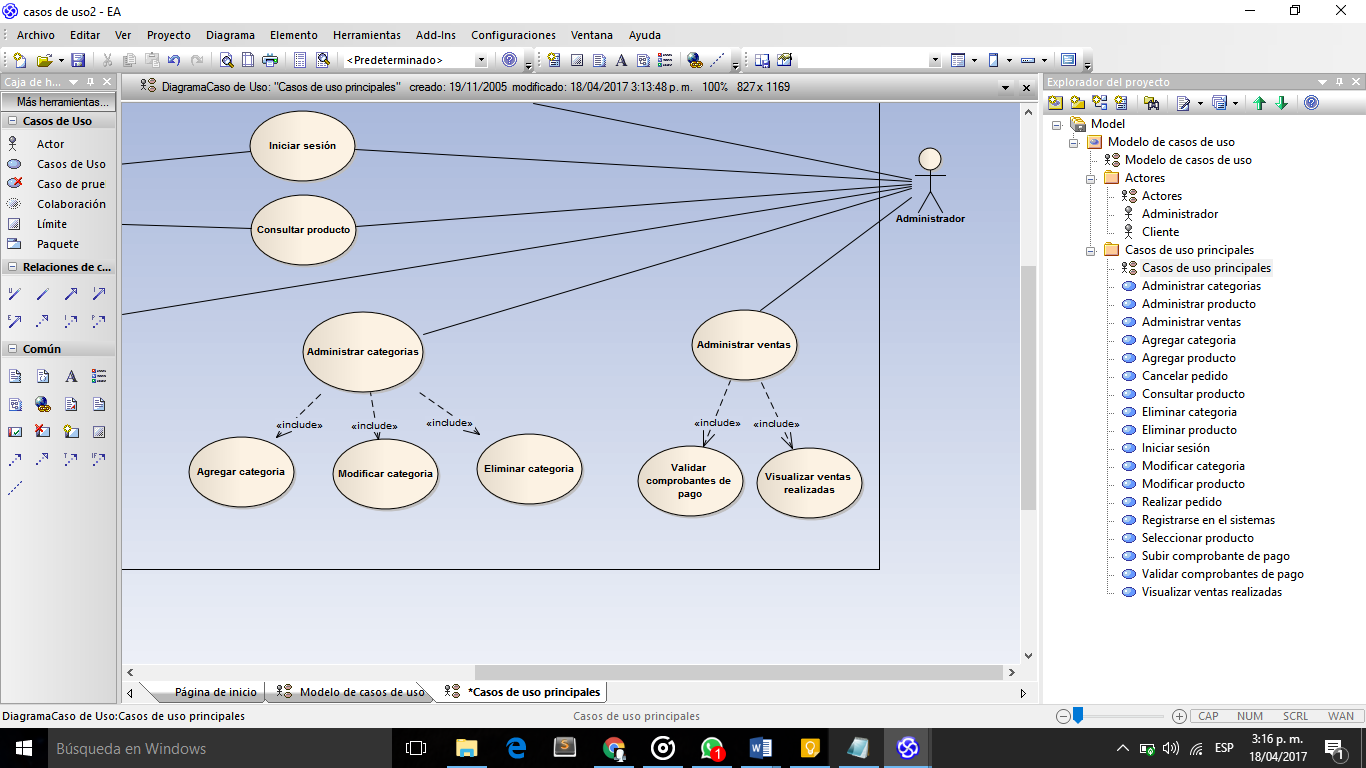 casos de uso2 - EA
Archivo Editar Ver Proyecto Diagrama Elemento Herramientas Add-Ins Configuraciones Ventana Ayuda
<Predeterminado>
Caja de h...
Más herramientas...
Casos de Uso
Actor
Casos de Uso
Caso de prue
Colaboración
Límite
Paquete
Relaciones de c...
Común
DiagramaCaso de Uso: "Casos de uso principales" creado: 19/11/2005 modificado: 18/04/2017 3:13:48 p. m. 100% 827 x 1169
Iniciar sesión
Consultar producto
Administrador
Administrar categorias
Administrar ventas
«include»
«include»
«include»
«include»
«include»
Agregar categoria
Modificar categoria
Eliminar categoria
Validar
comprobantes de
pago
Visualizar ventas
realizadas
Página de inicio
Modelo de casos de uso
*Casos de uso principales
Explorador del proyecto
Model
Modelo de casos de uso
Modelo de casos de uso
Actores
Actores
Administrador
Cliente
Casos de uso principales
Casos de uso principales
Administrar categorias
Administrar producto
Administrar ventas
Agregar categoria
Agregar producto
Cancelar pedido
Consultar producto
Eliminar categoria
Eliminar producto
Iniciar sesión
Modificar categoria
Modificar producto
Realizar pedido
Registrarse en el sistemas
Seleccionar producto
Subir comprobante de pago
Validar comprobantes de pago
Visualizar ventas realizadas
DiagramaCaso de Uso:Casos de uso principales
Casos de uso principales
CAP NUM SCRL WAN
Búsqueda en Windows
1
ESP
3:16 p. m.
18/04/2017
1